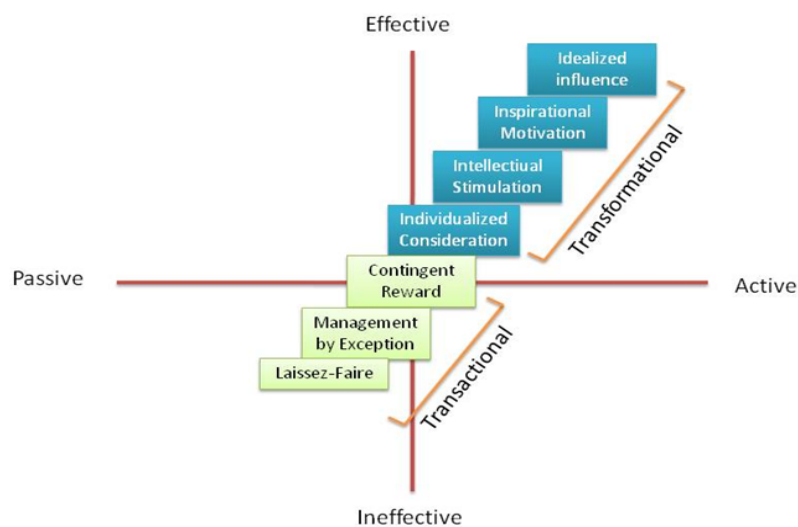 Effective
Idealized
influence
Inspirational
Motivation
Intellectiual
Stimulation
Individualized
Consideration
Transformational
Contingent
Reward
Passive
Active
Management
by Exception
Laissez-Faire
Transactional
Ineffective